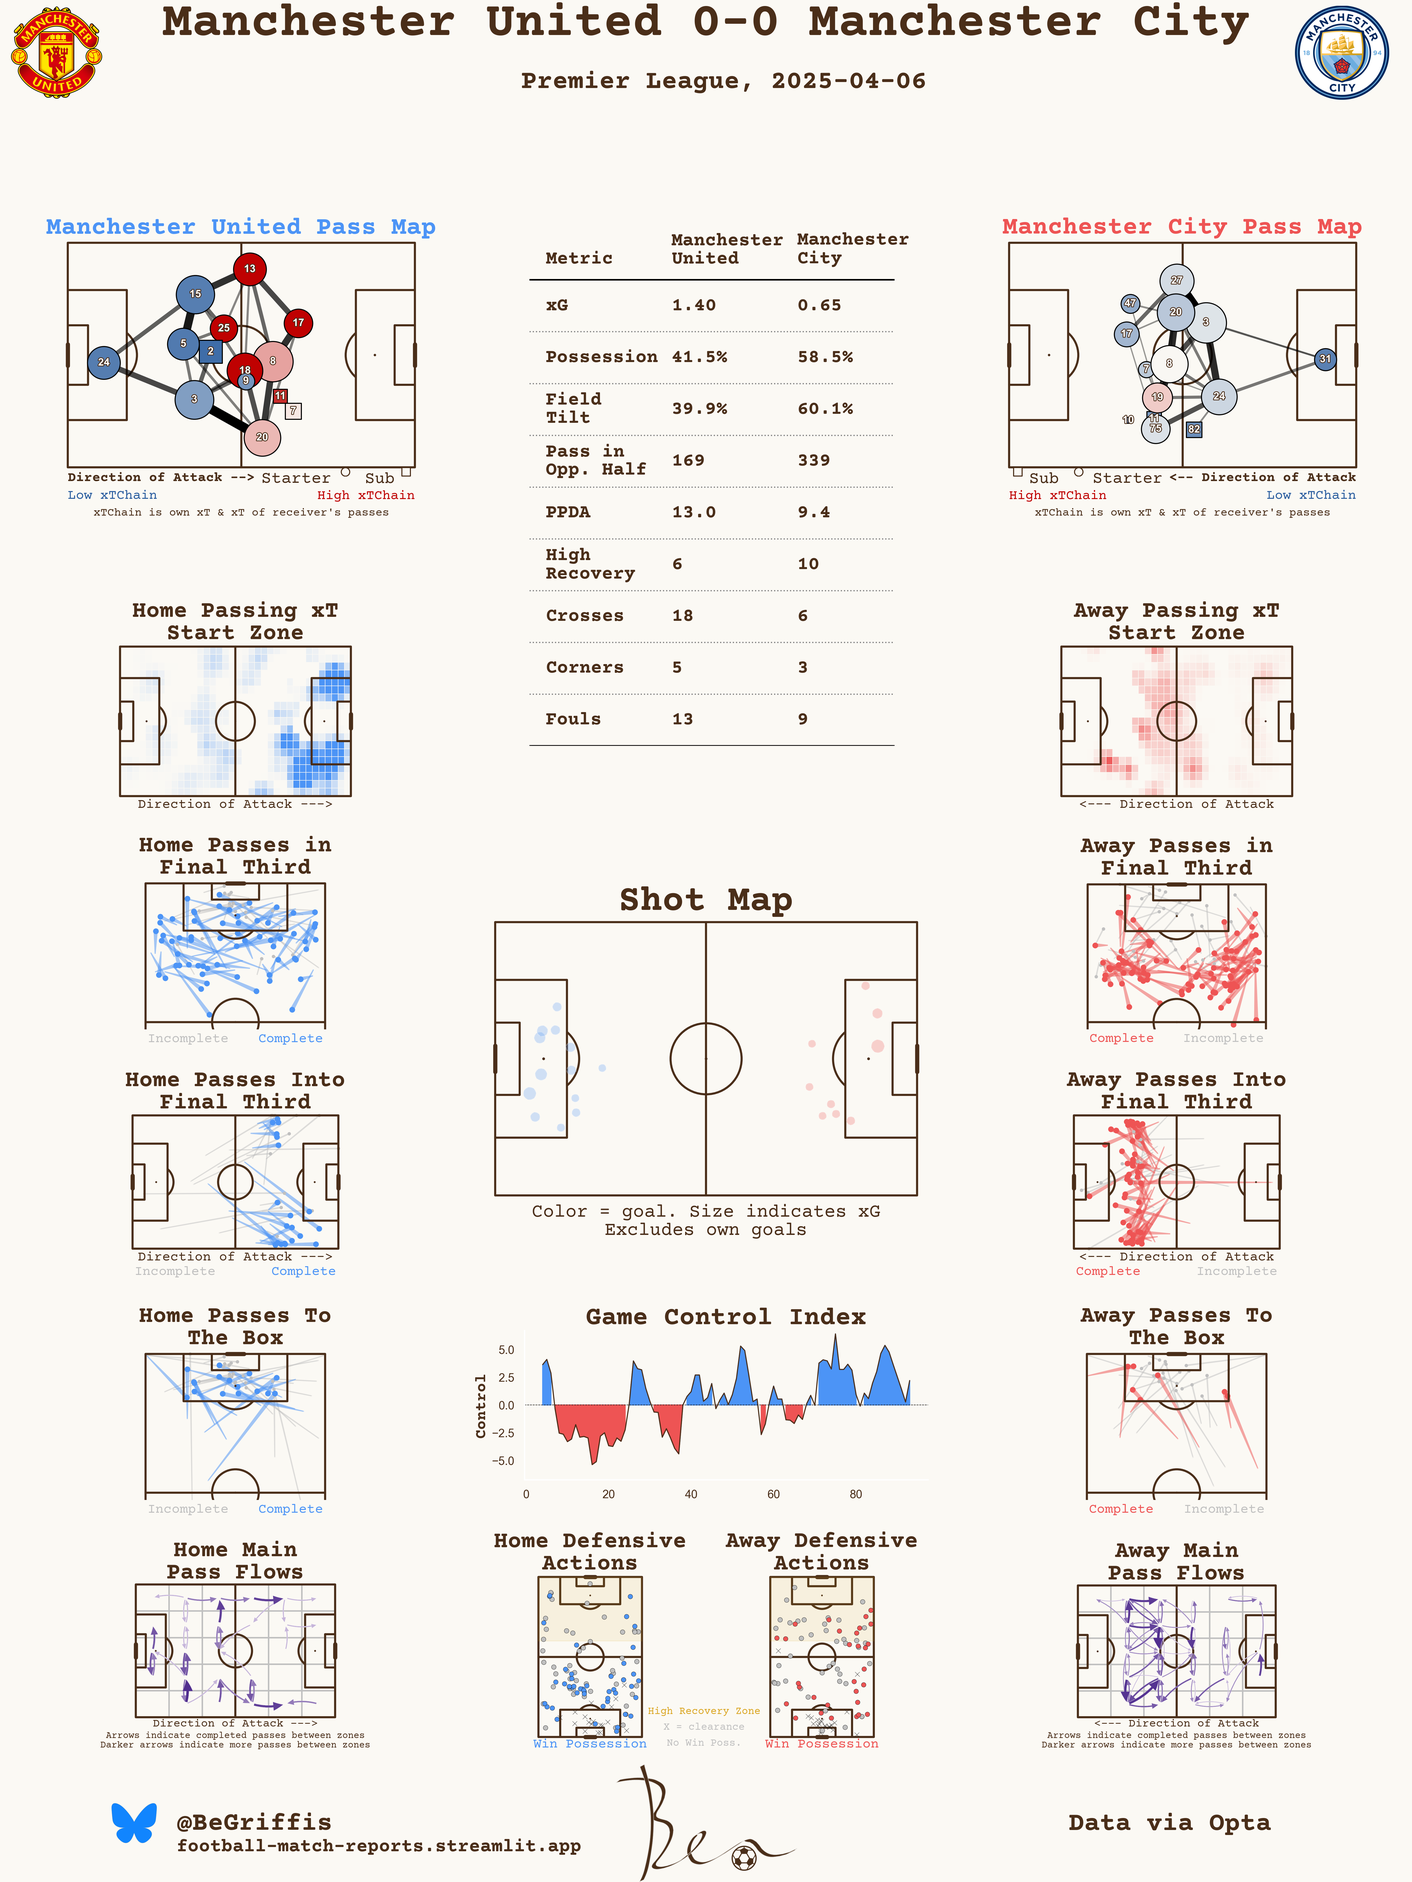 Manchester United 0-0 Manchester City
Premier League, 2025-04-06
MANCHESTER
UNITED
MANCHESTER
18 94
CITY
Manchester United Pass Map
13
15
17
25
5
2
8
24
18
9
3
11
7
20
Direction of Attack --> Starter Sub
Low xTChain High xTChain
xTChain is own xT & xT of receiver's passes
Metric Manchester United Manchester City
xG 1.40 0.65
Possession 41.5% 58.5%
Field Tilt 39.9% 60.1%
Pass in Opp. Half 169 339
PPDA 13.0 9.4
High Recovery 6 10
Crosses 18 6
Corners 5 3
Fouls 13 9
Manchester City Pass Map
27
47
20
3
17
31
7
8
19
24
10
11
75
82
Sub Starter <-- Direction of Attack
High xTChain Low xTChain
xTChain is own xT & xT of receiver's passes
Home Passing xT
Start Zone
Direction of Attack --->
Away Passing xT
Start Zone
<--- Direction of Attack
Home Passes in
Final Third
Incomplete Complete
Away Passes in
Final Third
Complete Incomplete
Shot Map
Color = goal. Size indicates xG
Excludes own goals
Home Passes Into
Final Third
Direction of Attack --->
Incomplete Complete
Away Passes Into
Final Third
<--- Direction of Attack
Complete Incomplete
Home Passes To
The Box
Incomplete Complete
Game Control Index
Control
5.0
2.5
0.0
−2.5
−5.0
0 20 40 60 80
Away Passes To
The Box
Complete Incomplete
Home Main
Pass Flows
Direction of Attack --->
Arrows indicate completed passes between zones
Darker arrows indicate more passes between zones
Home Defensive
Actions
Win Possession
Away Defensive
Actions
Win Possession
High Recovery Zone
X = clearance
No Win Poss.
Away Main
Pass Flows
<--- Direction of Attack
Arrows indicate completed passes between zones
Darker arrows indicate more passes between zones
@BeGriffis
football-match-reports.streamlit.app
Ben
Data via Opta